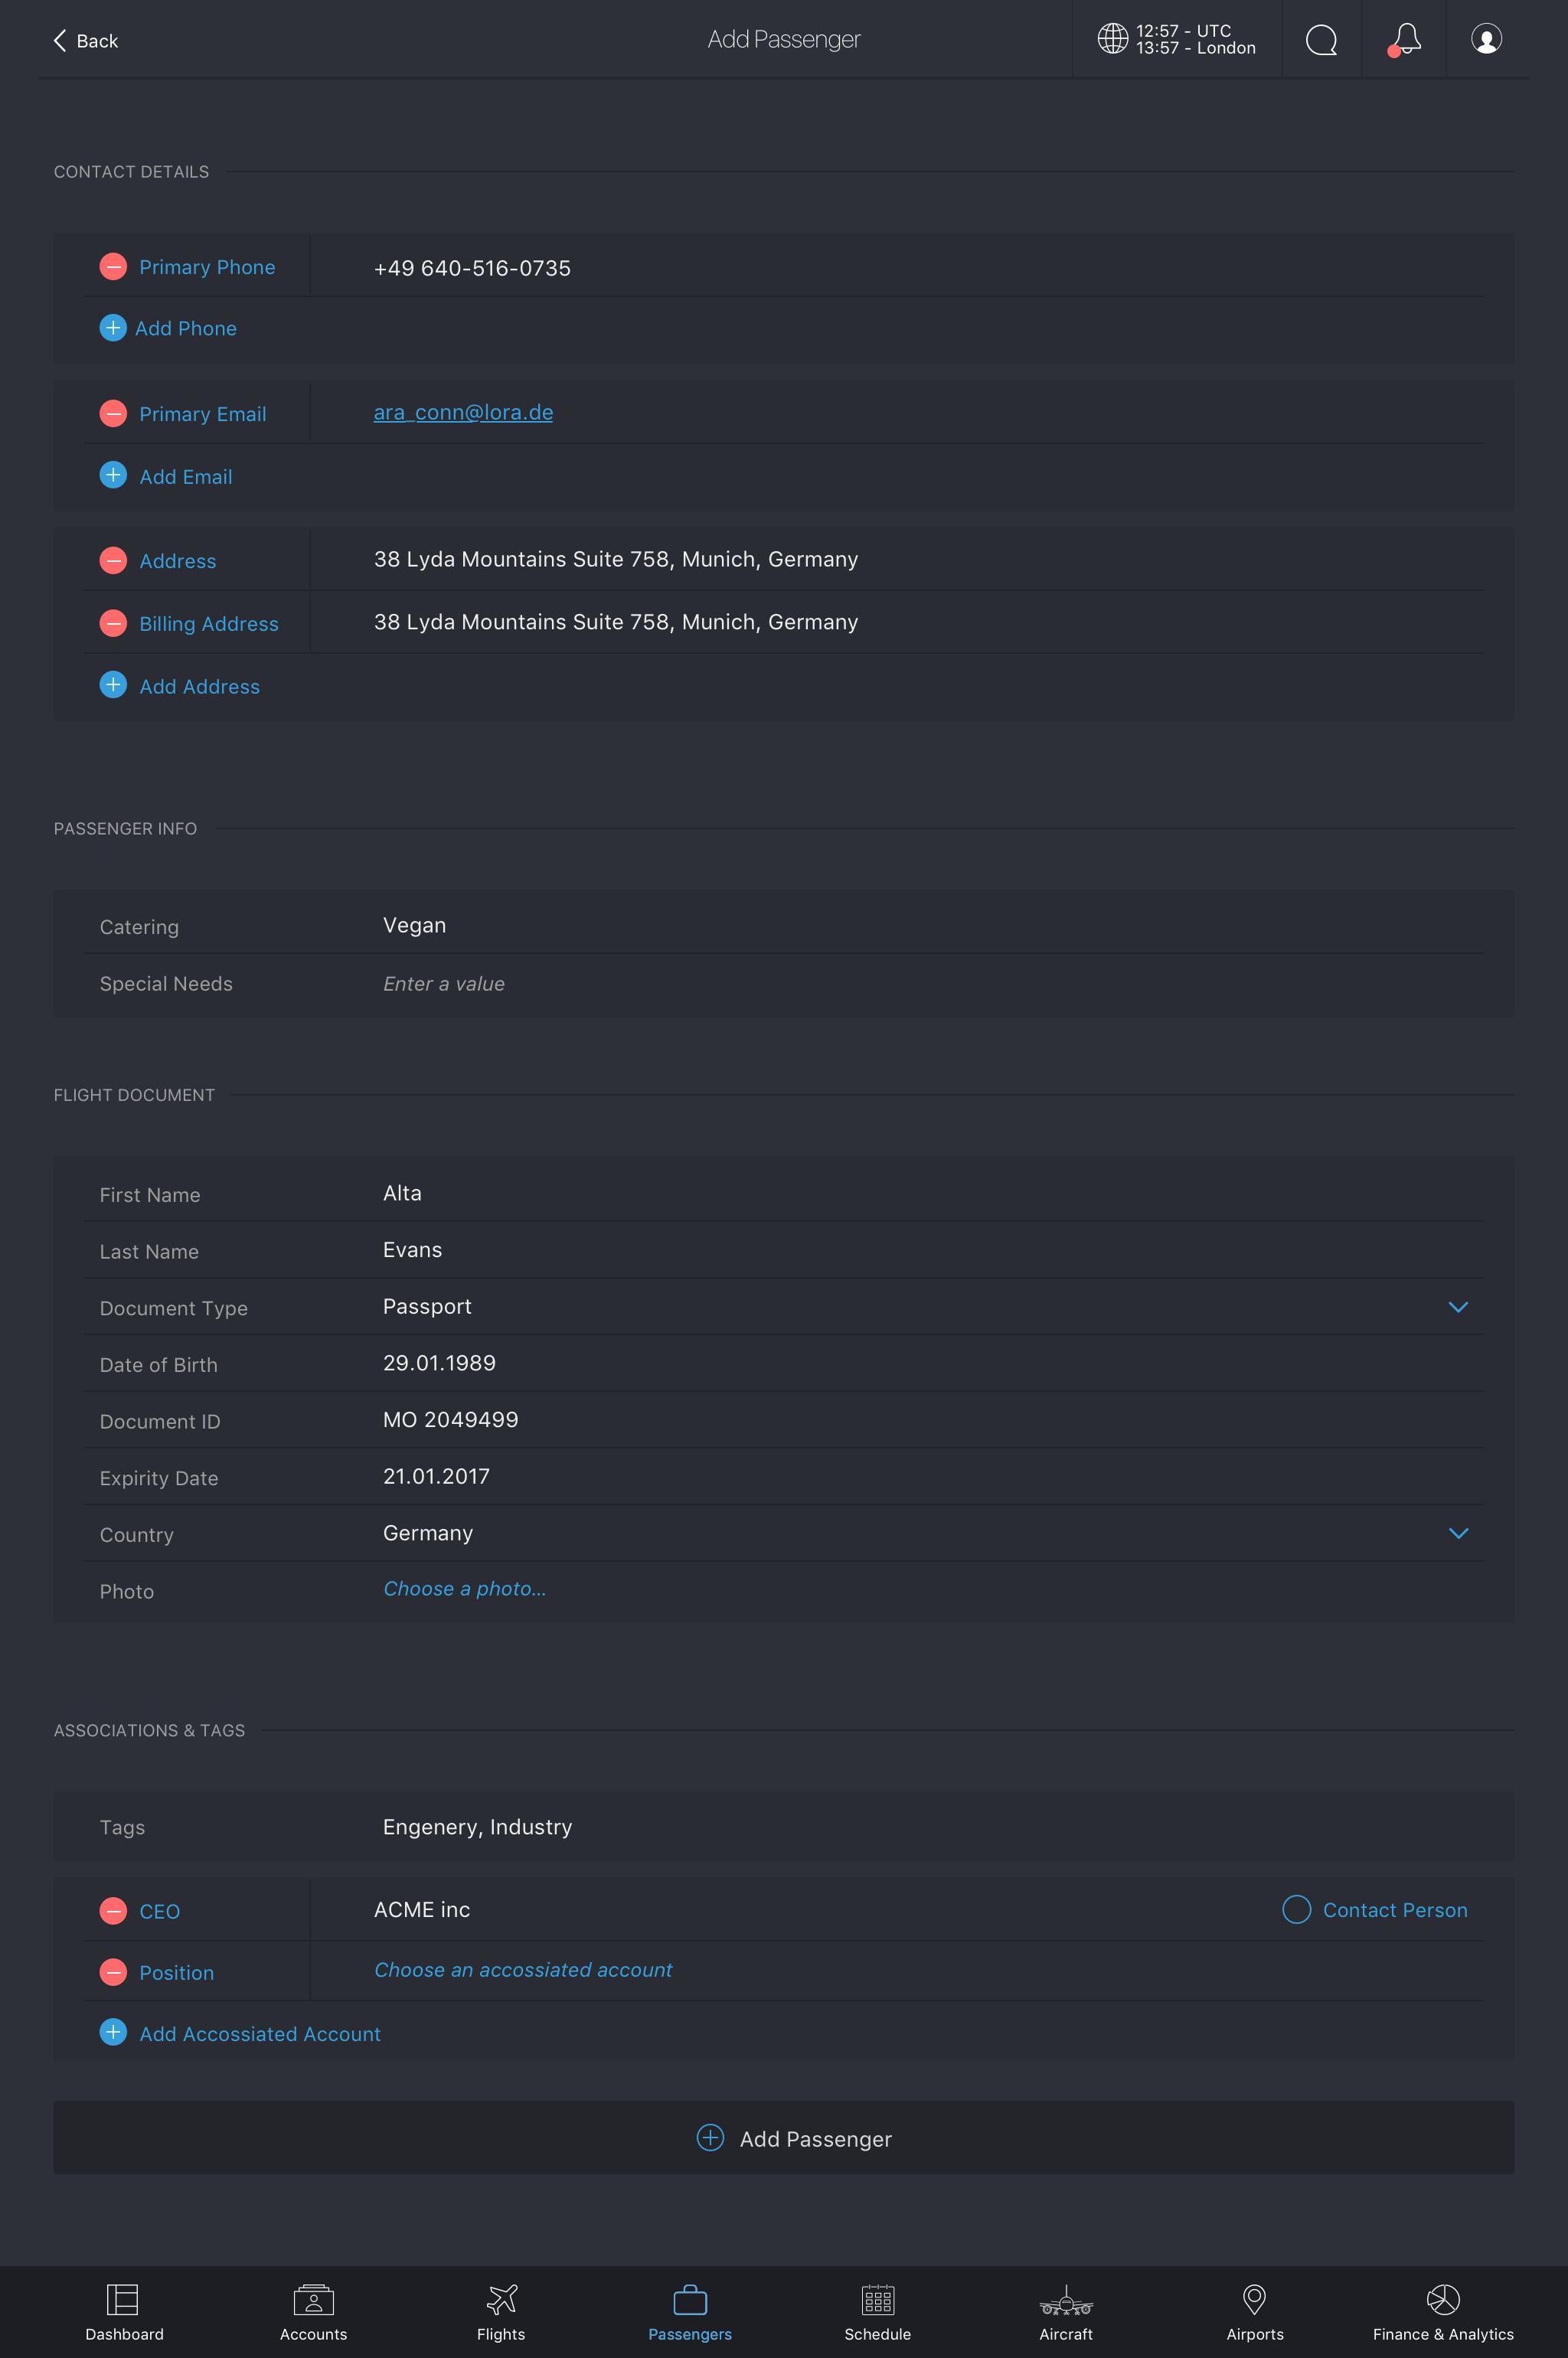 Back
Add Passenger
12:57 - UTC
13:57 - London
CONTACT DETAILS
Primary Phone +49 640-516-0735
Add Phone
Primary Email ara_conn@lora.de
Add Email
Address 38 Lyda Mountains Suite 758, Munich, Germany
Billing Address 38 Lyda Mountains Suite 758, Munich, Germany
Add Address
PASSENGER INFO
Catering Vegan
Special Needs Enter a value
FLIGHT DOCUMENT
First Name Alta
Last Name Evans
Document Type Passport
Date of Birth 29.01.1989
Document ID MO 2049499
Expirity Date 21.01.2017
Country Germany
Photo Choose a photo...
ASSOCIATIONS & TAGS
Tags Engenery, Industry
CEO ACME inc Contact Person
Position Choose an accossiated account
Add Accossiated Account
Add Passenger
Dashboard Accounts Flights Passengers Schedule Aircraft Airports Finance & Analytics